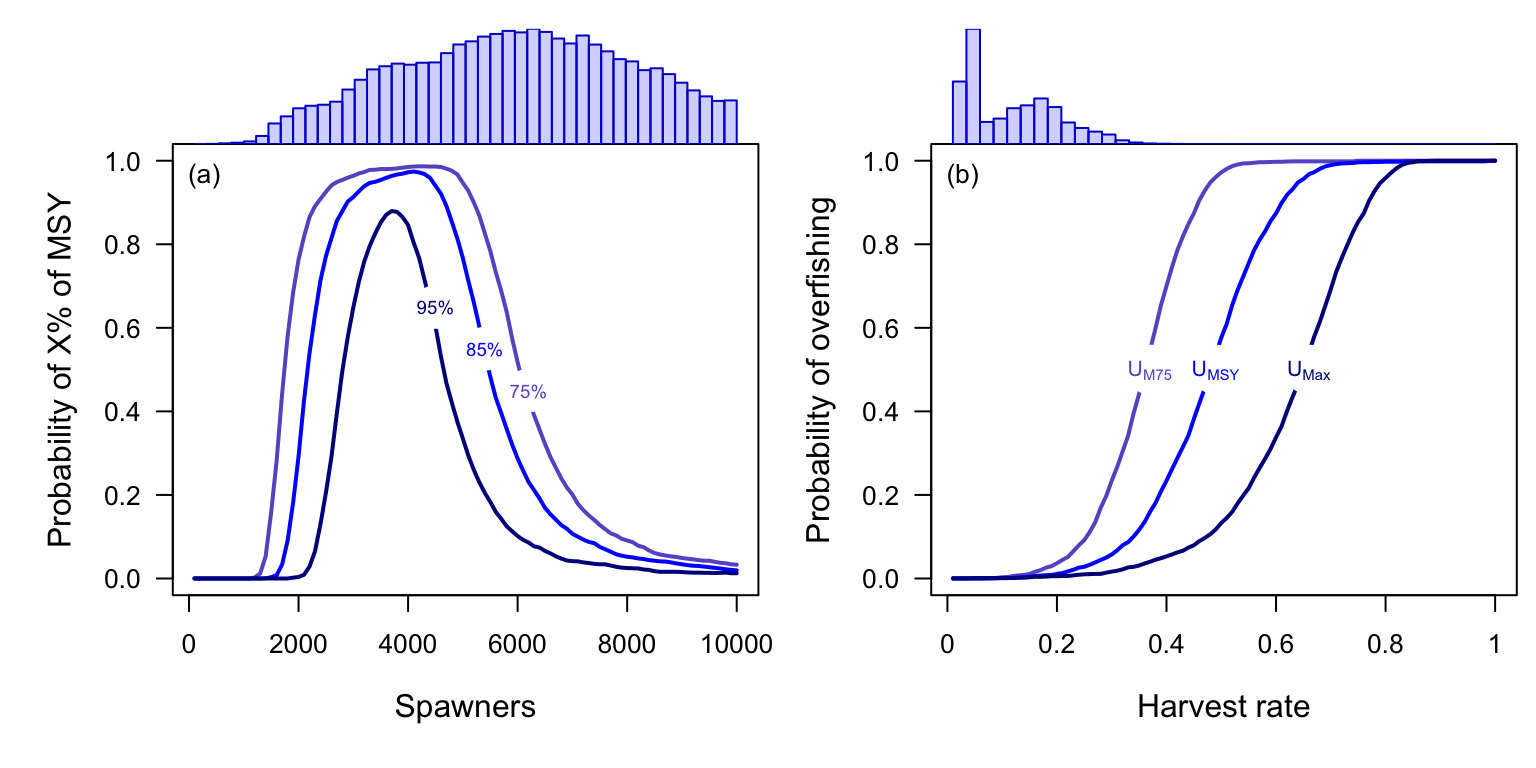 (a)
Probability of X% of MSY
1.0
0.8
0.6
0.4
0.2
0.0
95%
85%
75%
0 2000 4000 6000 8000 10000
Spawners
(b)
Probability of overfishing
1.0
0.8
0.6
0.4
0.2
0.0
UM75 UMSY UMax
0 0.2 0.4 0.6 0.8 1
Harvest rate